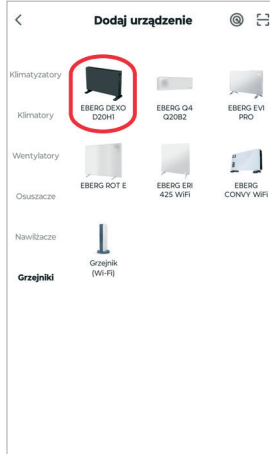 Dodaj urządzenie
Klimatyzatory
Klimatory
Wentylatory
Osuszacze
Nawilżacze
Grzejniki
EBERG DEXO
D20H1
EBERG Q4
Q20B2
EBERG EVI
PRO
EBERG ROT E
EBERG ERI
425 WiFi
EBERG
CONVY WiFi
Grzejnik
(Wi-Fi)